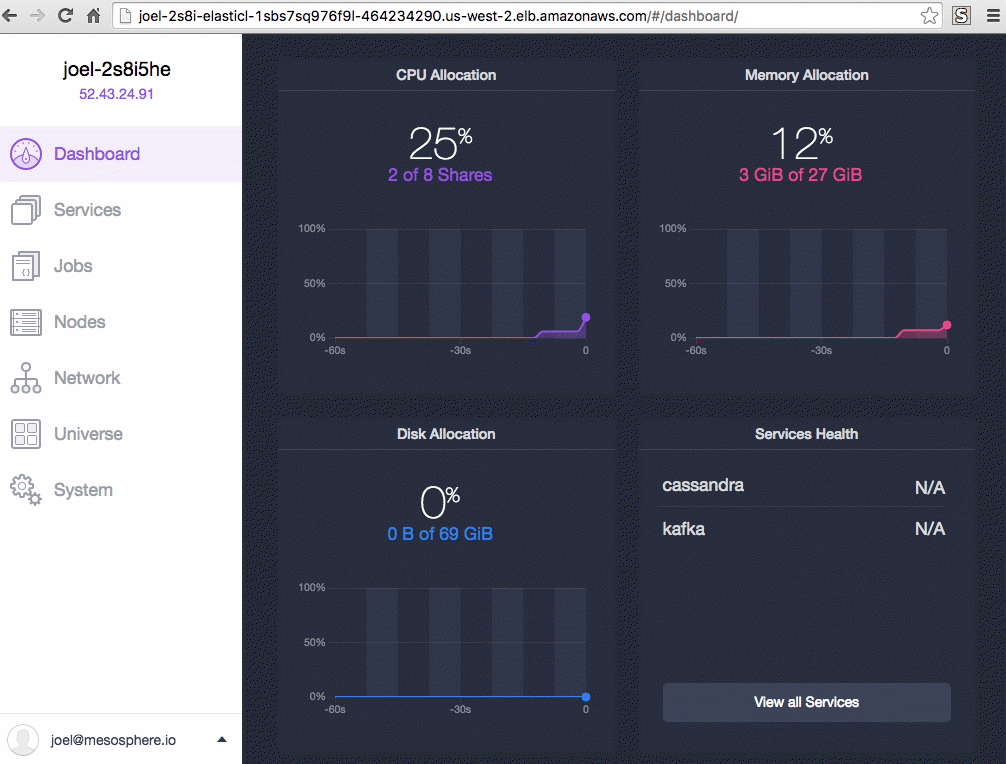 joel-2s8i-elasticl-1sbs7sq976f9l-464234290.us-west-2.elb.amazonaws.com/#/dashboard/
S
joel-2s8i5he
52.43.24.91
Dashboard
Services
Jobs
Nodes
Network
Universe
System
joel@mesosphere.io
CPU Allocation
25%
2 of 8 Shares
100%
50%
0%
-60s -30s 0
Memory Allocation
12%
3 GiB of 27 GiB
100%
50%
0%
-60s -30s 0
Disk Allocation
0%
0 B of 69 GiB
100%
50%
0%
-60s -30s 0
Services Health
cassandra N/A
kafka N/A
View all Services